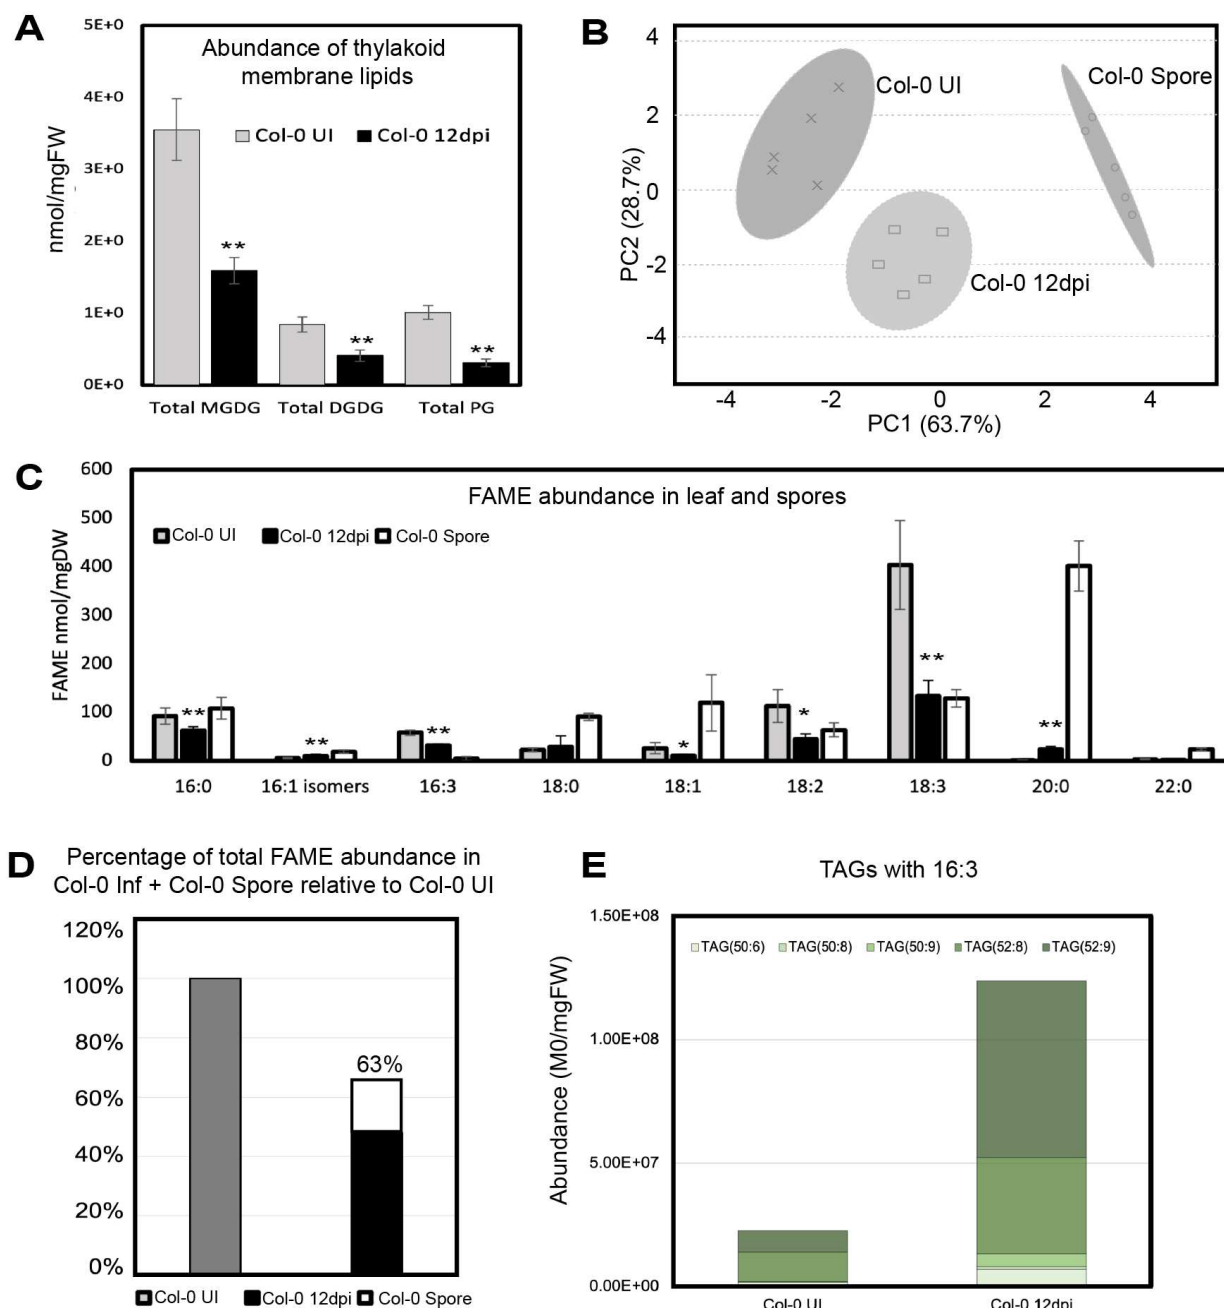 A
Abundance of thylakoid
membrane lipids
5E+0
4E+0
3E+0
2E+0
1E+0
0E+0
nmol/mgFW
Col-0 UI
Col-0 12dpi
**
**
**
Total MGDG
Total DGDG
Total PG
B
4
2
0
-2
-4
PC2 (28.7%)
Col-0 UI
Col-0 Spore
Col-0 12dpi
-4
-2
0
2
4
PC1 (63.7%)
C
FAME abundance in leaf and spores
600
500
400
300
200
100
0
FAME nmol/mgDW
Col-0 UI
Col-0 12dpi
Col-0 Spore
**
**
**
*
*
**
**
16:0
16:1 isomers
16:3
18:0
18:1
18:2
18:3
20:0
22:0
D
Percentage of total FAME abundance in
Col-0 Inf + Col-0 Spore relative to Col-0 UI
120%
100%
80%
60%
40%
20%
0%
63%
Col-0 UI
Col-0 12dpi
Col-0 Spore
E
TAGs with 16:3
1.50E+08
1.00E+08
5.00E+07
0.00E+00
Abundance (M0/mgFW)
TAG(50:6)
TAG(50:8)
TAG(50:9)
TAG(52:8)
TAG(52:9)
Col-0 UI
Col-0 12dpi